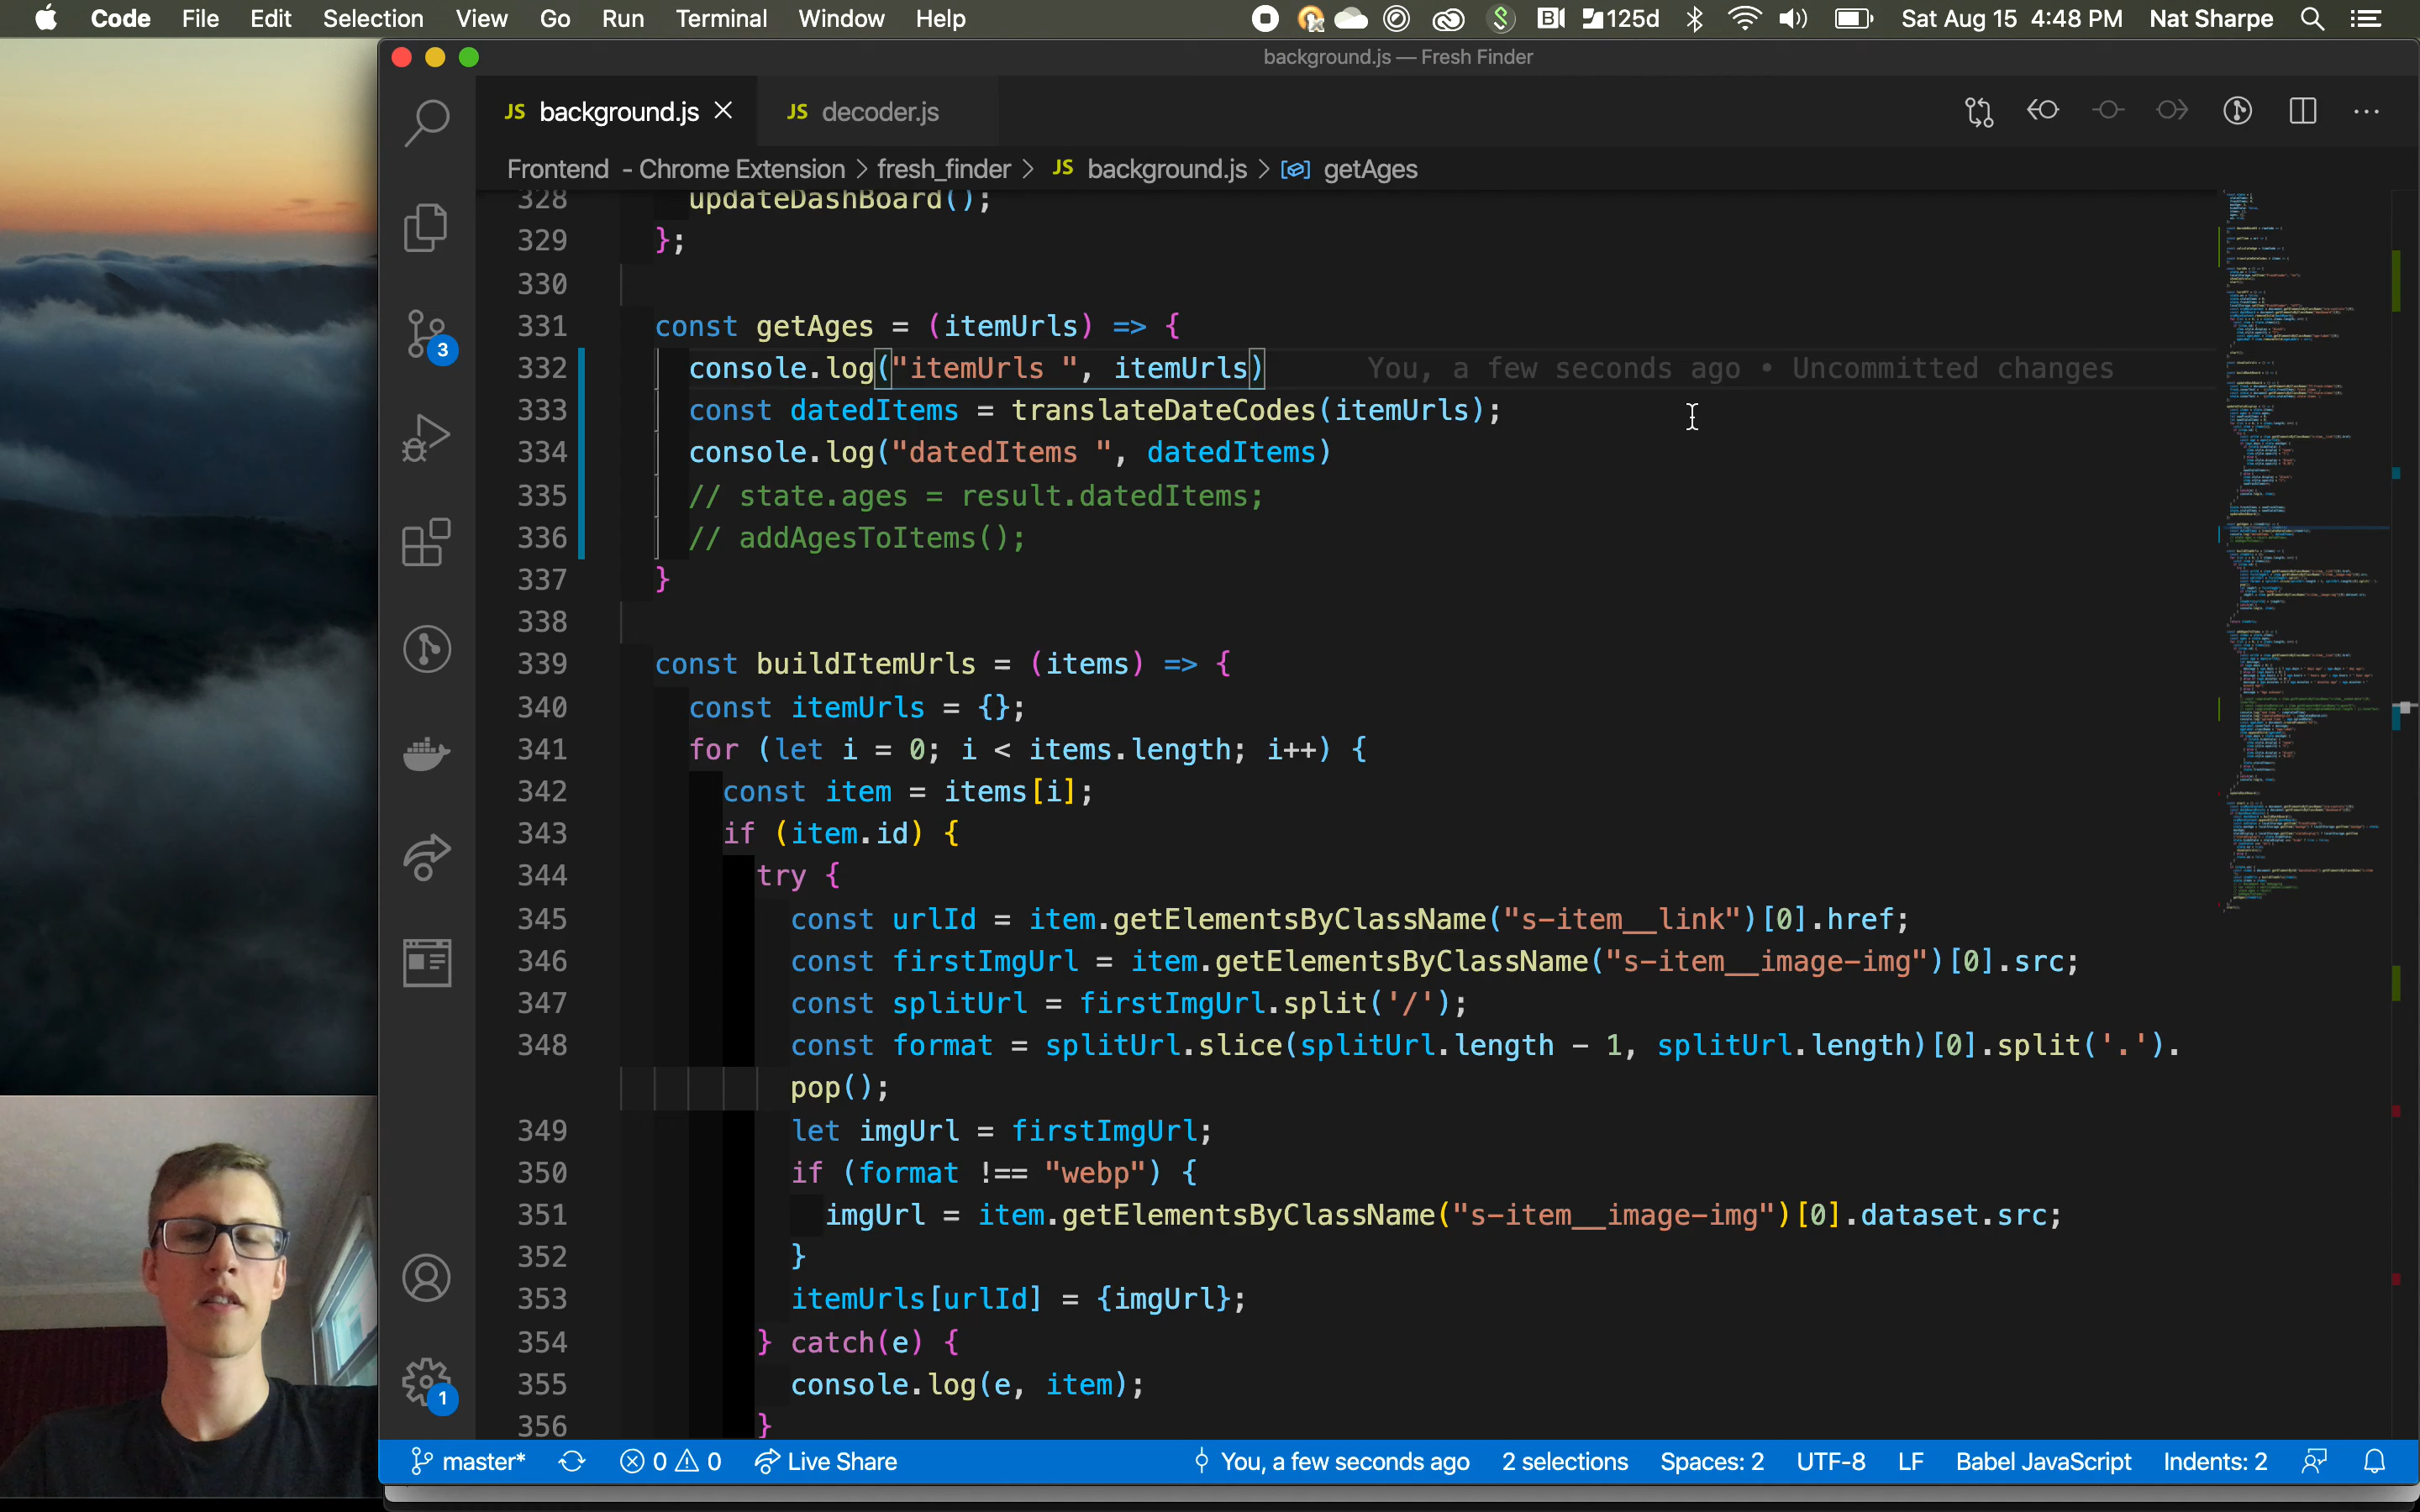 Code File Edit Selection View Go Run Terminal Window Help 125d Sat Aug 15 4:48 PM Nat Sharpe
background.js — Fresh Finder
JS background.js JS decoder.js
Frontend - Chrome Extension > fresh_finder > JS background.js > getAges
328 updateDashBoard();
329 };
330
331 const getAges = (itemUrls) => {
332 console.log("itemUrls ", itemUrls) You, a few seconds ago • Uncommitted changes
333 const datedItems = translateDateCodes(itemUrls);
334 console.log("datedItems ", datedItems)
335 // state.ages = result.datedItems;
336 // addAgesToItems();
337 }
338
339 const buildItemUrls = (items) => {
340 const itemUrls = {};
341 for (let i = 0; i < items.length; i++) {
342 const item = items[i];
343 if (item.id) {
344 try {
345 const urlId = item.getElementsByClassName("s-item__link")[0].href;
346 const firstImgUrl = item.getElementsByClassName("s-item__image-img")[0].src;
347 const splitUrl = firstImgUrl.split('/');
348 const format = splitUrl.slice(splitUrl.length - 1, splitUrl.length)[0].split('.').
pop();
349 let imgUrl = firstImgUrl;
350 if (format !== "webp") {
351 imgUrl = item.getElementsByClassName("s-item__image-img")[0].dataset.src;
352 }
353 itemUrls[urlId] = {imgUrl};
354 } catch(e) {
355 console.log(e, item);
356 }
3
1
master* 0 0 Live Share You, a few seconds ago 2 selections Spaces: 2 UTF-8 LF Babel JavaScript Indents: 2